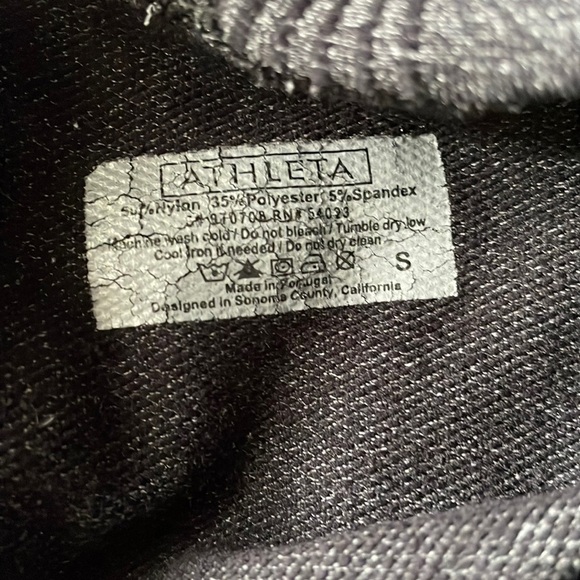 ATHLETA
Nylon 35% Polyester 5% Spandex
RN# 54023
Machine wash cold / Do not bleach / Tumble dry low
Cool iron if needed / Do not dry clean
S
Made in Portugal
Designed in Sonoma County, California